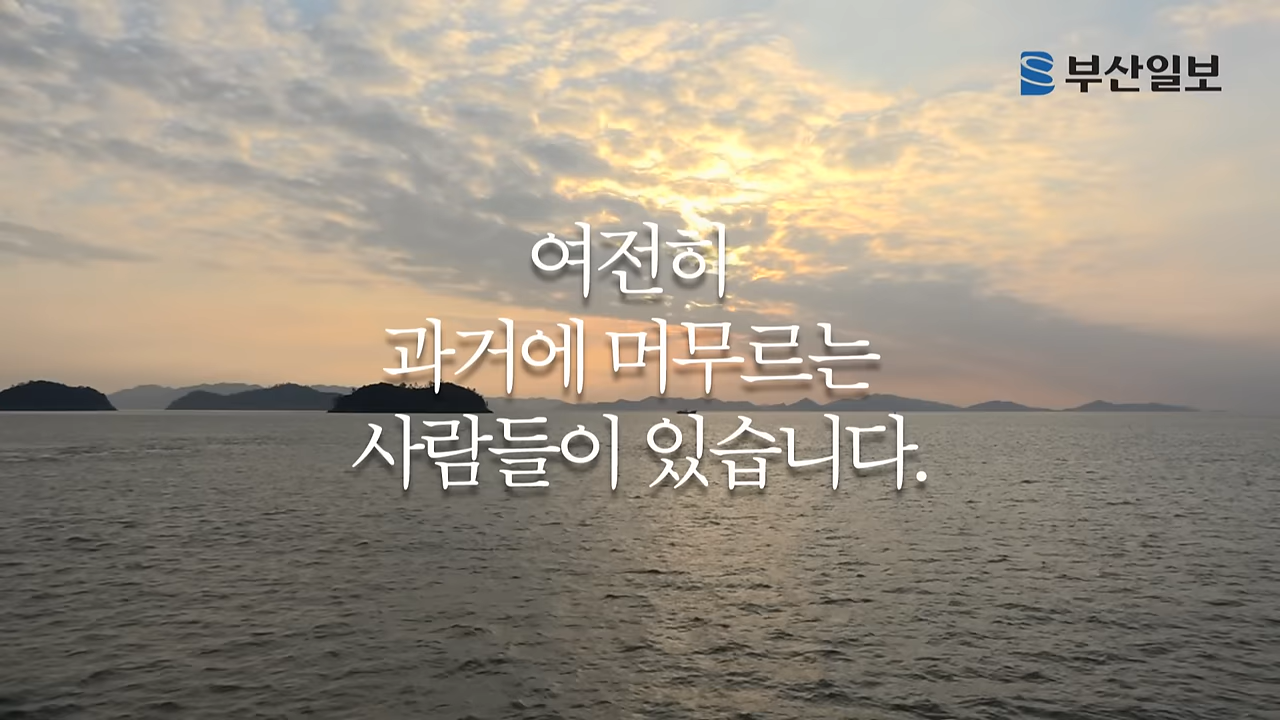 부산일보
여전히
과거에 머무르는
사람들이 있습니다.